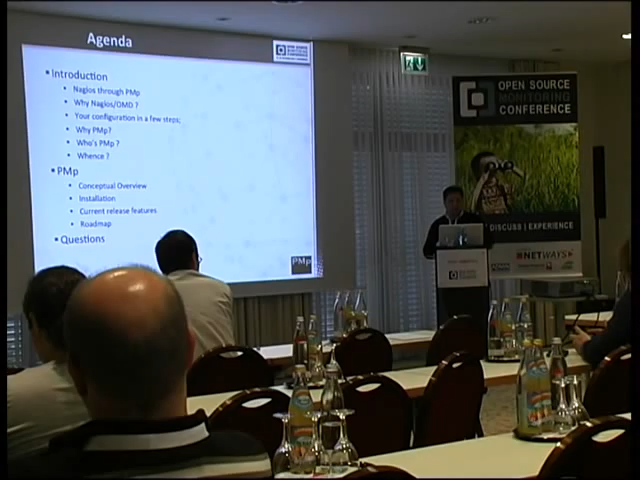 Agenda
Introduction
Nagios through PMp
Why Nagios/OMD ?
Your configuration in a few steps;
Why PMp?
Who's PMp ?
Whence ?
PMp
Conceptual Overview
Installation
Current release features
Roadmap
Questions
PMp
OPEN SOURCE
MONITORING
CONFERENCE
DISCUSS | EXPERIENCE
NETWAYS